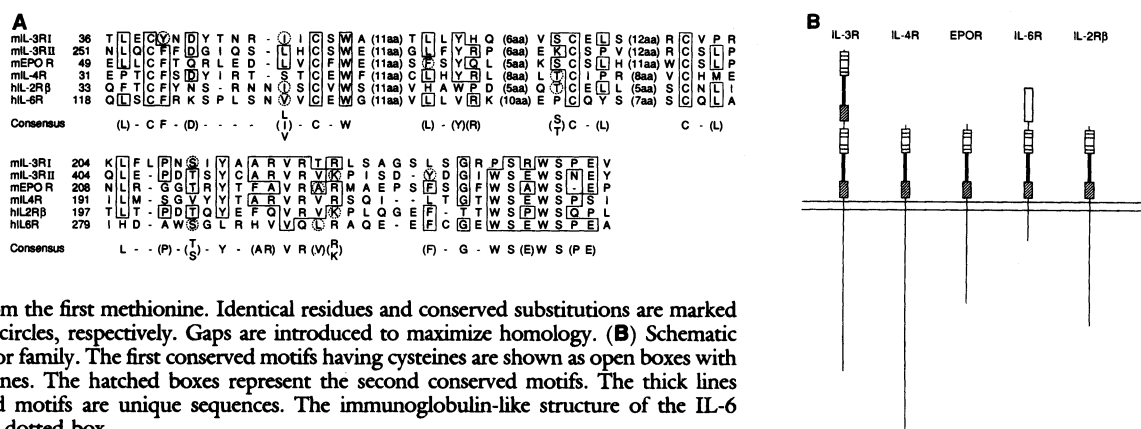 A
mIL-3RI 36 T L E C Y N D Y T N R - I I C S W A (11aa) T L L Y H Q (6aa) V S C E L S (12aa) R C V P R
mIL-3RII 251 N L Q C F F D G I Q S - L H C S W E (11aa) G L F Y R P (6aa) E K C S P V (12aa) R C S L P
mEPO R 49 E L L C F T Q R L E D - L V C F W E (11aa) S F S Y Q L (5aa) K S C S L H (11aa) W C S L P
mIL-4R 31 E P T C F S D Y I R T - S T C E W F (11aa) C L H Y R L (8aa) L T C I P R (8aa) V C H M E
hIL-2Rβ 33 Q F T C F Y N S - R N N I S C V W S (11aa) V H A W P D (5aa) Q T C E L L (5aa) S C N L I
hIL-6R 118 Q L S C F R K S P L S N V V C E W G (11aa) V L L V R K (10aa) E P C Q Y S (7aa) S C Q L A
L
Consensus (L) - C F - (D) - - - - (I) - C - W (L) - (Y)(R) (S T) C - (L) C - (L)
V
mIL-3RI 204 K L F L P N S I Y A A R V R T R L S A G S L S G R P S R W S P E V
mIL-3RII 404 Q L E - P D T S Y C A R V R V K P I S D - Y D G I W S E W S N E Y
mEPO R 208 N L R - G G T R Y T F A V R A R M A E P S F S G F W S A W S - E P
mIL4R 191 I L M - S G V Y Y T A R V R V R S Q I - - L T G T W S E W S P S I
hIL2Rβ 197 T L T - P D T Q Y E F Q V R V K P L Q G E F - T T W S P W S Q P L
hIL6R 279 I H D - A W S G L R H V V Q L R A Q E - E F C G E W S E W S P E A
Consensus L - - (P) - (T S) - Y - (A R) V R (V) (R K) (F) - G - W S (E) W S (P E)
m the first methionine. Identical residues and conserved substitutions are marked
circles, respectively. Gaps are introduced to maximize homology. (B) Schematic
or family. The first conserved motifs having cysteines are shown as open boxes with
nes. The hatched boxes represent the second conserved motifs. The thick lines
d motifs are unique sequences. The immunoglobulin-like structure of the IL-6
dotted box.
B
IL-3R IL-4R EPOR IL-6R IL-2Rβ